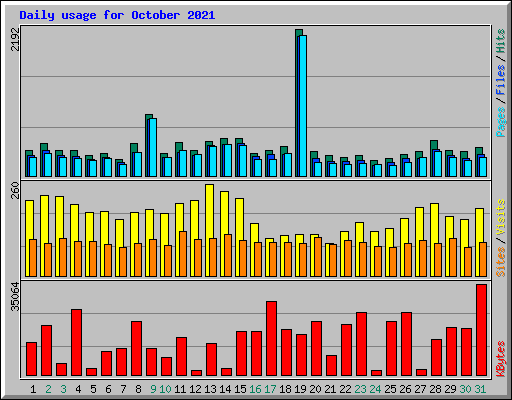 Daily usage for October 2021
2192
Pages / Files / Hits
260
Sites / Visits
35064
KBytes
1 2 3 4 5 6 7 8 9 10 11 12 13 14 15 16 17 18 19 20 21 22 23 24 25 26 27 28 29 30 31